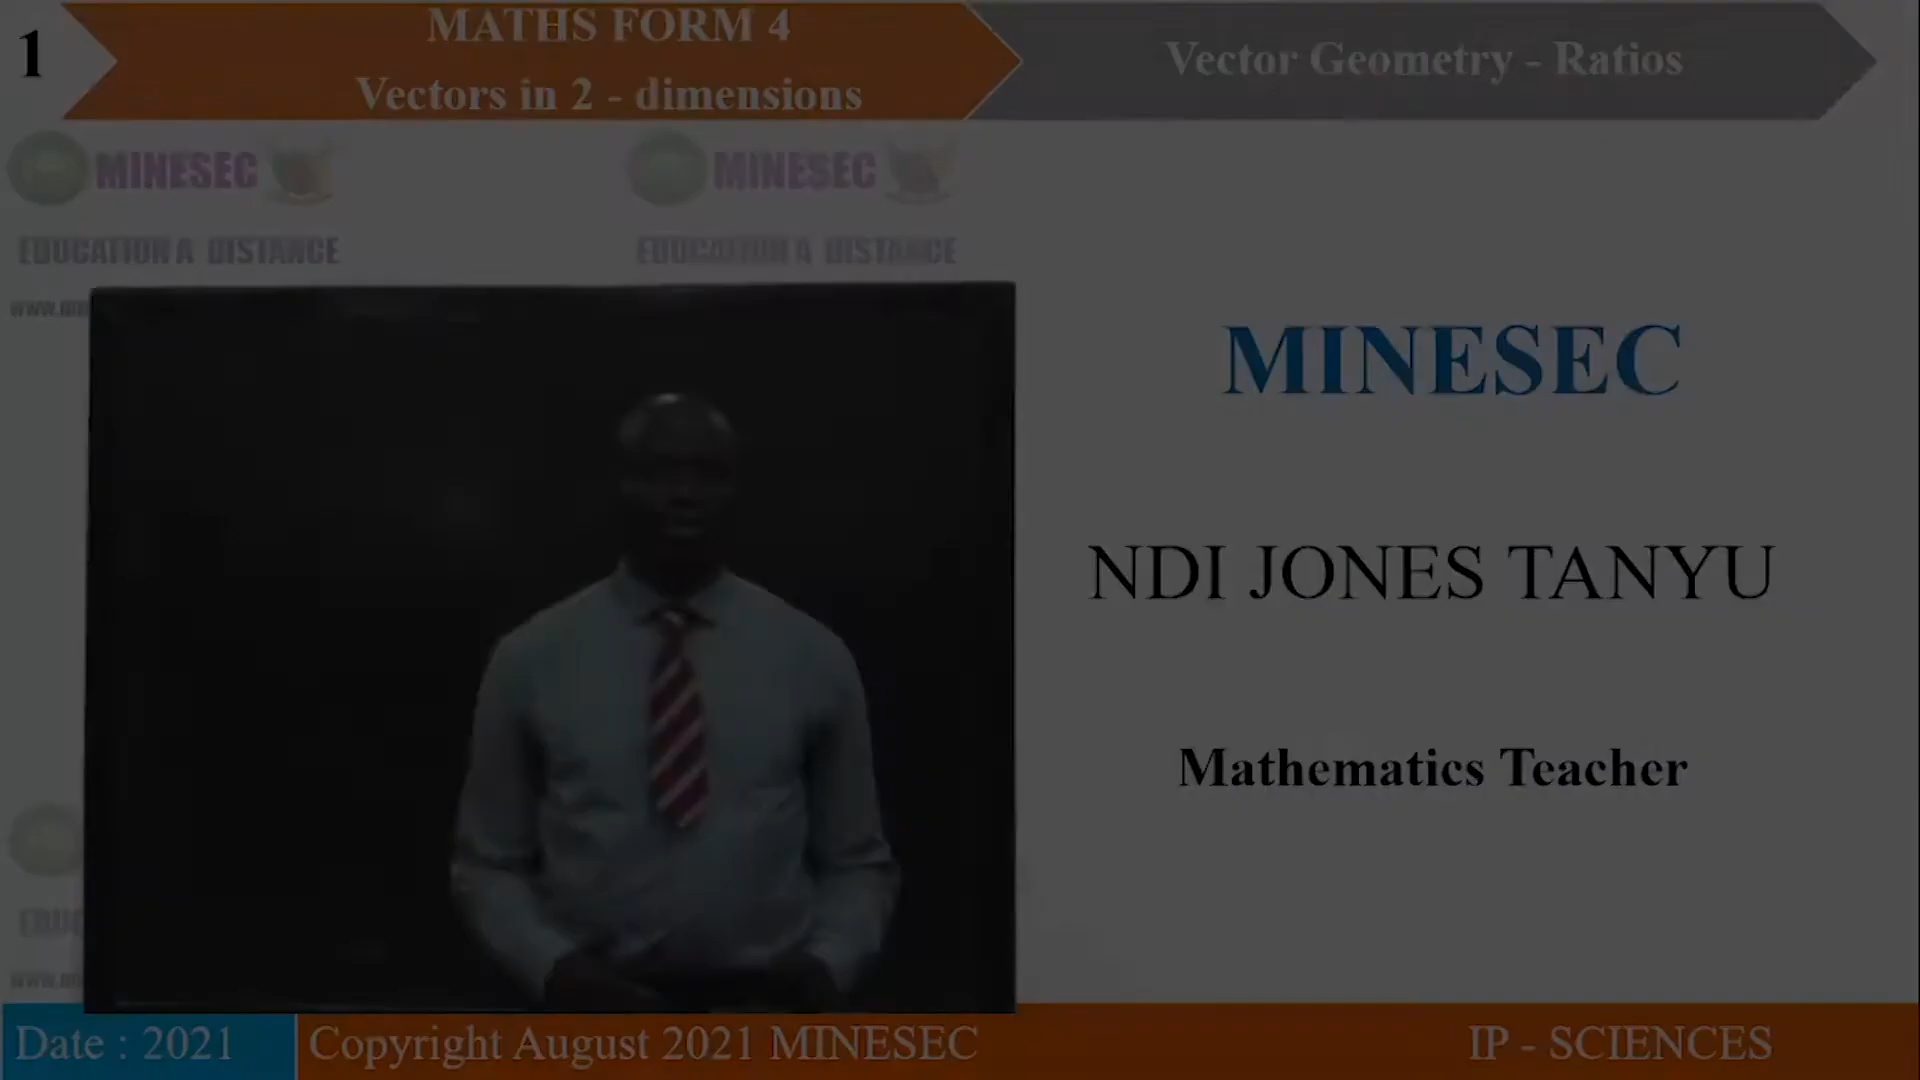 1
MATHS FORM 4
Vectors in 2 - dimensions
Vector Geometry - Ratios
MINESEC
MINESEC
EDUCATION A DISTANCE
EDUCATION A DISTANCE
MINESEC
NDI JONES TANYU
Mathematics Teacher
Date : 2021
Copyright August 2021 MINESEC
IP - SCIENCES